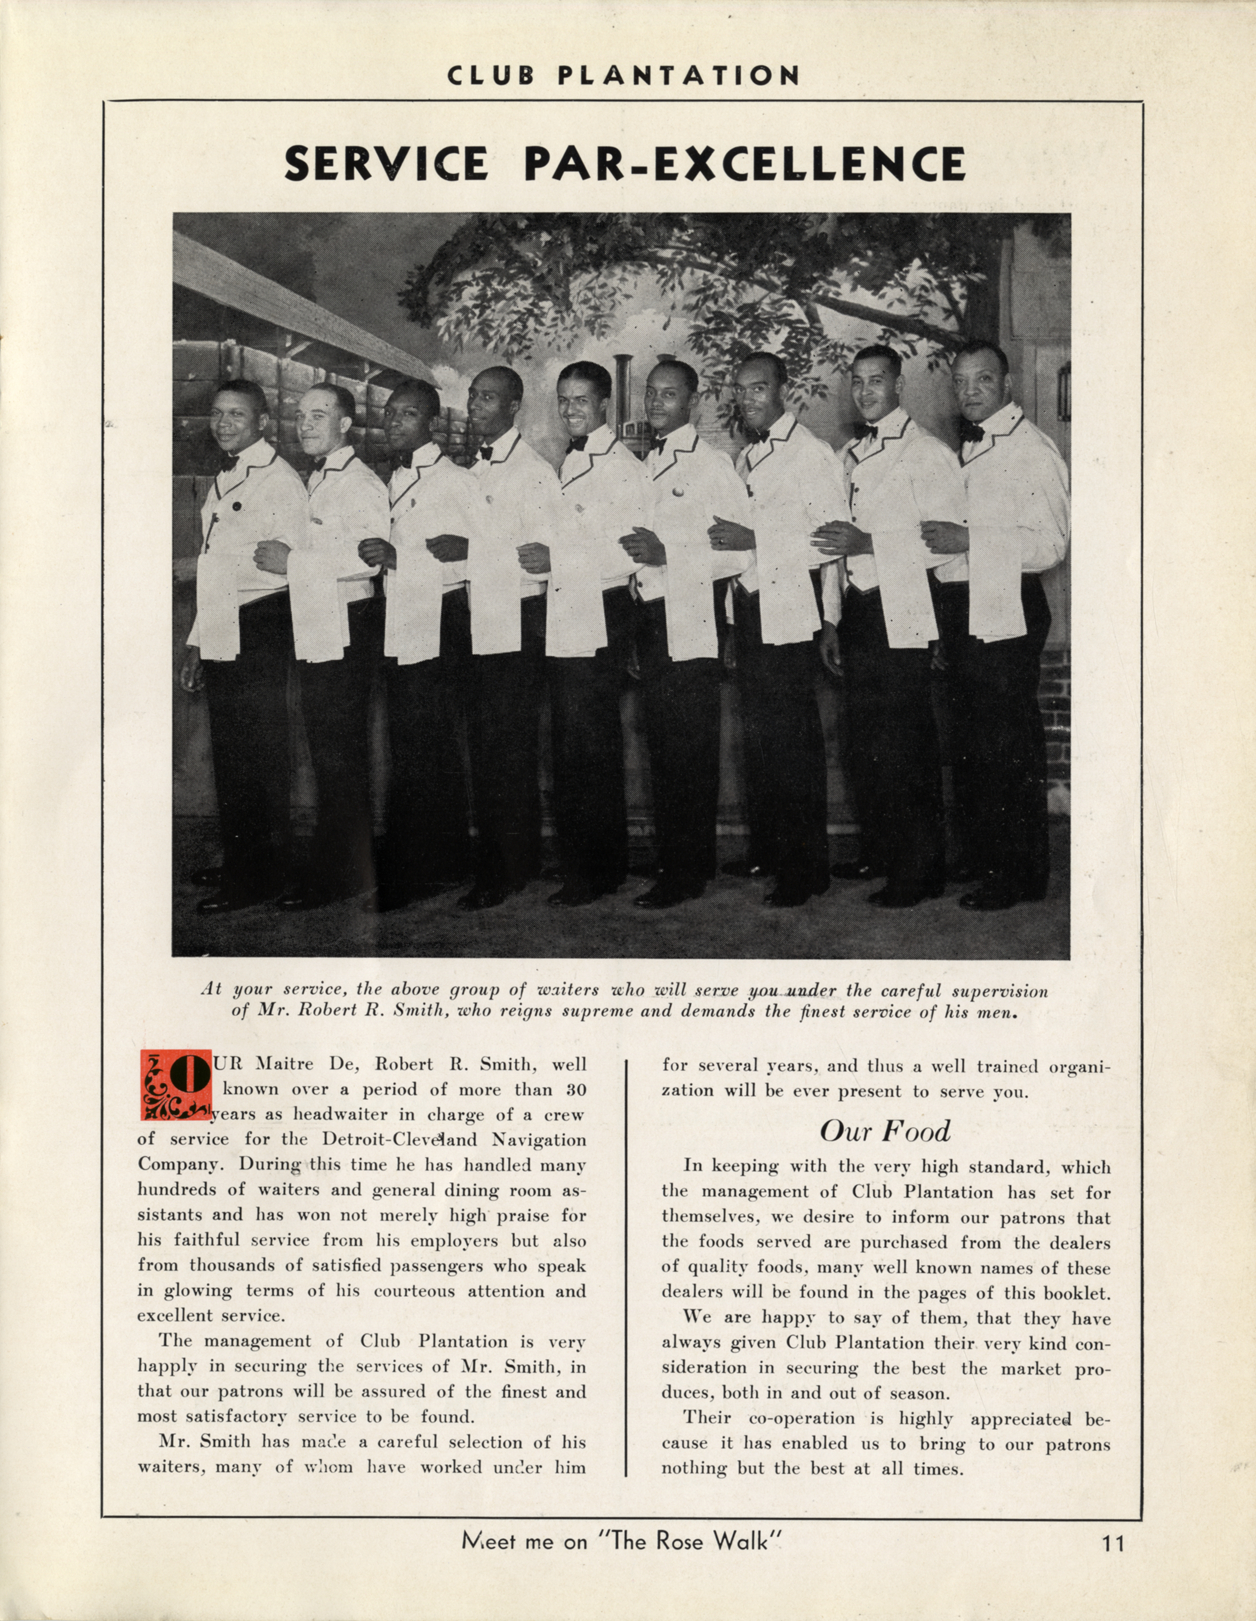 CLUB PLANTATION
SERVICE PAR-EXCELLENCE
At your service, the above group of waiters who will serve you under the careful supervision
of Mr. Robert R. Smith, who reigns supreme and demands the finest service of his men.
OUR Maitre De, Robert R. Smith, well
known over a period of more than 30
years as headwaiter in charge of a crew
of service for the Detroit-Cleveland Navigation
Company. During this time he has handled many
hundreds of waiters and general dining room as-
sistants and has won not merely high praise for
his faithful service from his employers but also
from thousands of satisfied passengers who speak
in glowing terms of his courteous attention and
excellent service.
The management of Club Plantation is very
happly in securing the services of Mr. Smith, in
that our patrons will be assured of the finest and
most satisfactory service to be found.
Mr. Smith has made a careful selection of his
waiters, many of whom have worked under him
for several years, and thus a well trained organi-
zation will be ever present to serve you.
Our Food
In keeping with the very high standard, which
the management of Club Plantation has set for
themselves, we desire to inform our patrons that
the foods served are purchased from the dealers
of quality foods, many well known names of these
dealers will be found in the pages of this booklet.
We are happy to say of them, that they have
always given Club Plantation their very kind con-
sideration in securing the best the market pro-
duces, both in and out of season.
Their co-operation is highly appreciated be-
cause it has enabled us to bring to our patrons
nothing but the best at all times.
Meet me on "The Rose Walk"
11